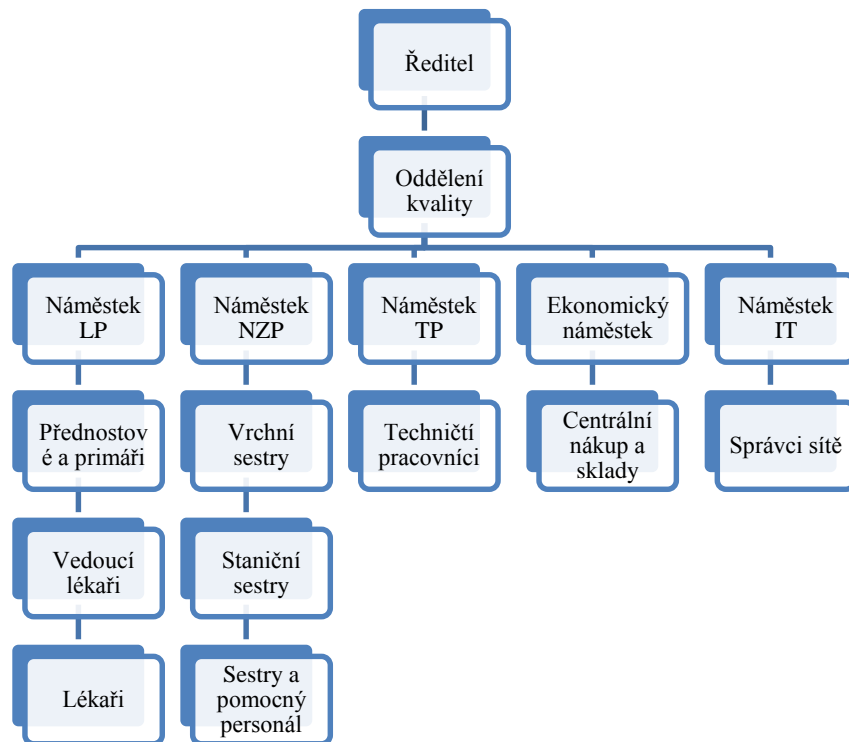 Ředitel
Oddělení
kvality
Náměstek
LP
Náměstek
NZP
Náměstek
TP
Ekonomický
náměstek
Náměstek
IT
Přednostov
é a primáři
Vrchní
sestry
Techničtí
pracovníci
Centrální
nákup a
sklady
Správci sítě
Vedoucí
lékaři
Staniční
sestry
Lékaři
Sestry a
pomocný
personál